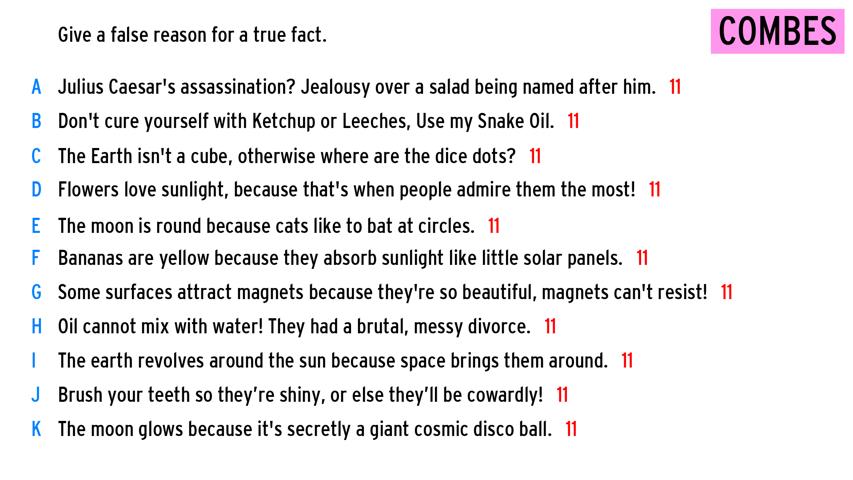 Give a false reason for a true fact.
COMBES
A Julius Caesar's assassination? Jealousy over a salad being named after him. 11
B Don't cure yourself with Ketchup or Leeches, Use my Snake Oil. 11
C The Earth isn't a cube, otherwise where are the dice dots? 11
D Flowers love sunlight, because that's when people admire them the most! 11
E The moon is round because cats like to bat at circles. 11
F Bananas are yellow because they absorb sunlight like little solar panels. 11
G Some surfaces attract magnets because they're so beautiful, magnets can't resist! 11
H Oil cannot mix with water! They had a brutal, messy divorce. 11
I The earth revolves around the sun because space brings them around. 11
J Brush your teeth so they’re shiny, or else they’ll be cowardly! 11
K The moon glows because it's secretly a giant cosmic disco ball. 11